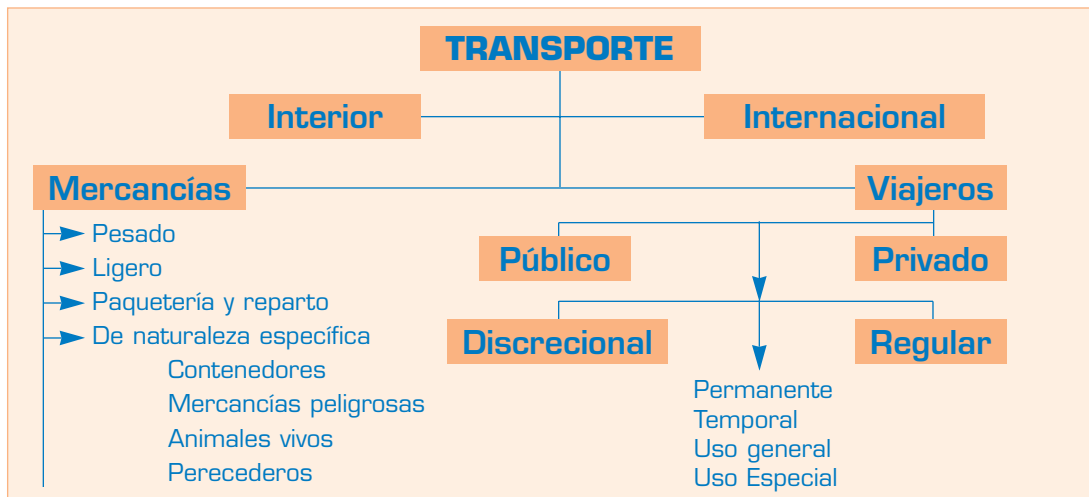 TRANSPORTE
Interior
Internacional
Mercancías
Viajeros
Pesado
Ligero
Paquetería y reparto
De naturaleza específica
Contenedores
Mercancías peligrosas
Animales vivos
Perecederos
Público
Privado
Discrecional
Regular
Permanente
Temporal
Uso general
Uso Especial